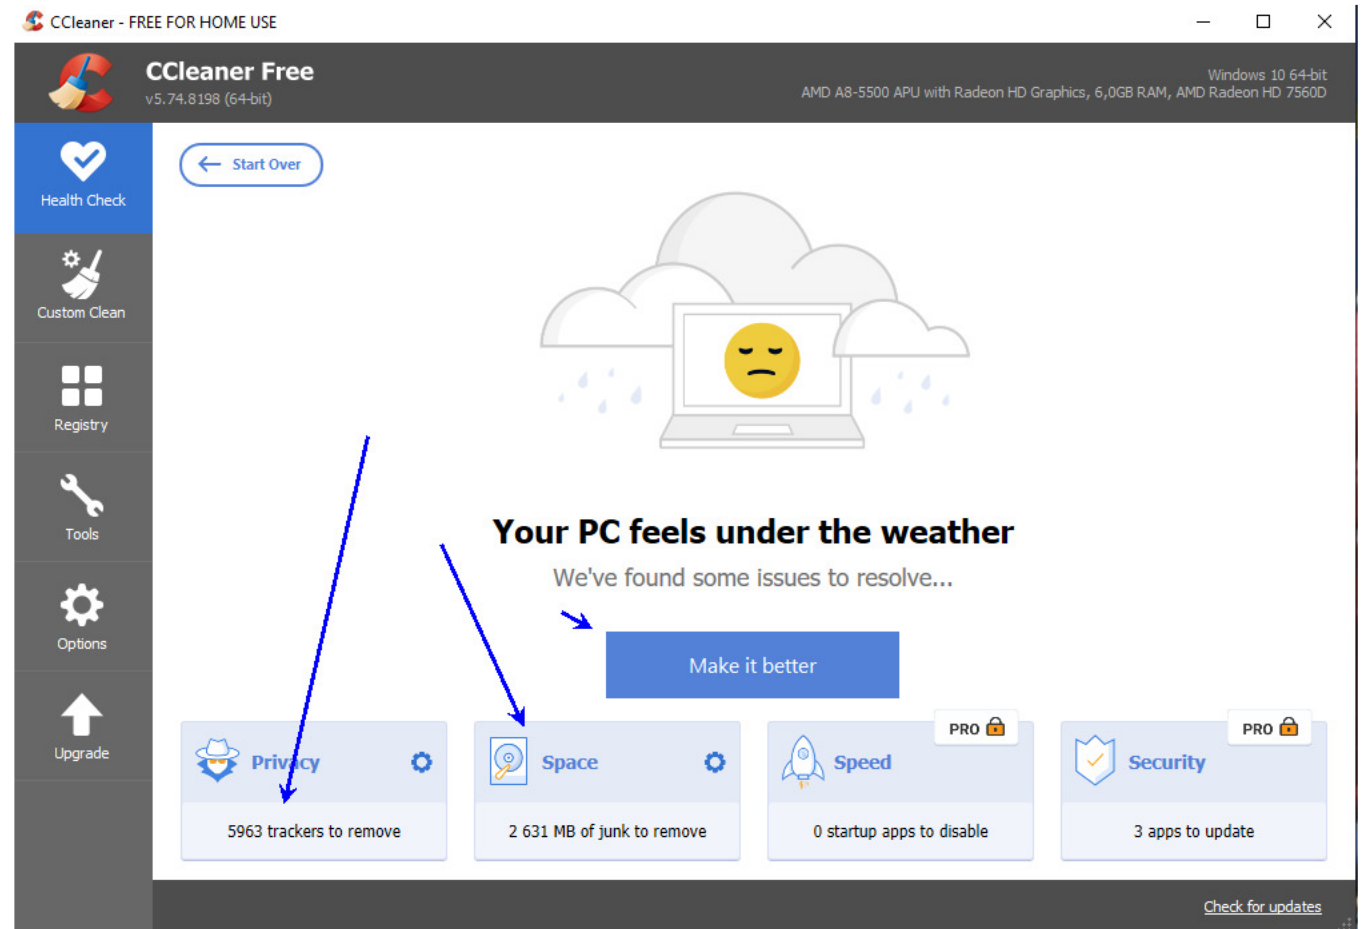 CCleaner - FREE FOR HOME USE
CCleaner Free
v5.74.8198 (64-bit)
Windows 10 64-bit
AMD A8-5500 APU with Radeon HD Graphics, 6,0GB RAM, AMD Radeon HD 7560D
Health Check
Custom Clean
Registry
Tools
Options
Upgrade
Start Over
Your PC feels under the weather
We've found some issues to resolve...
Make it better
Privacy
5963 trackers to remove
Space
2 631 MB of junk to remove
PRO
Speed
0 startup apps to disable
PRO
Security
3 apps to update
Check for updates